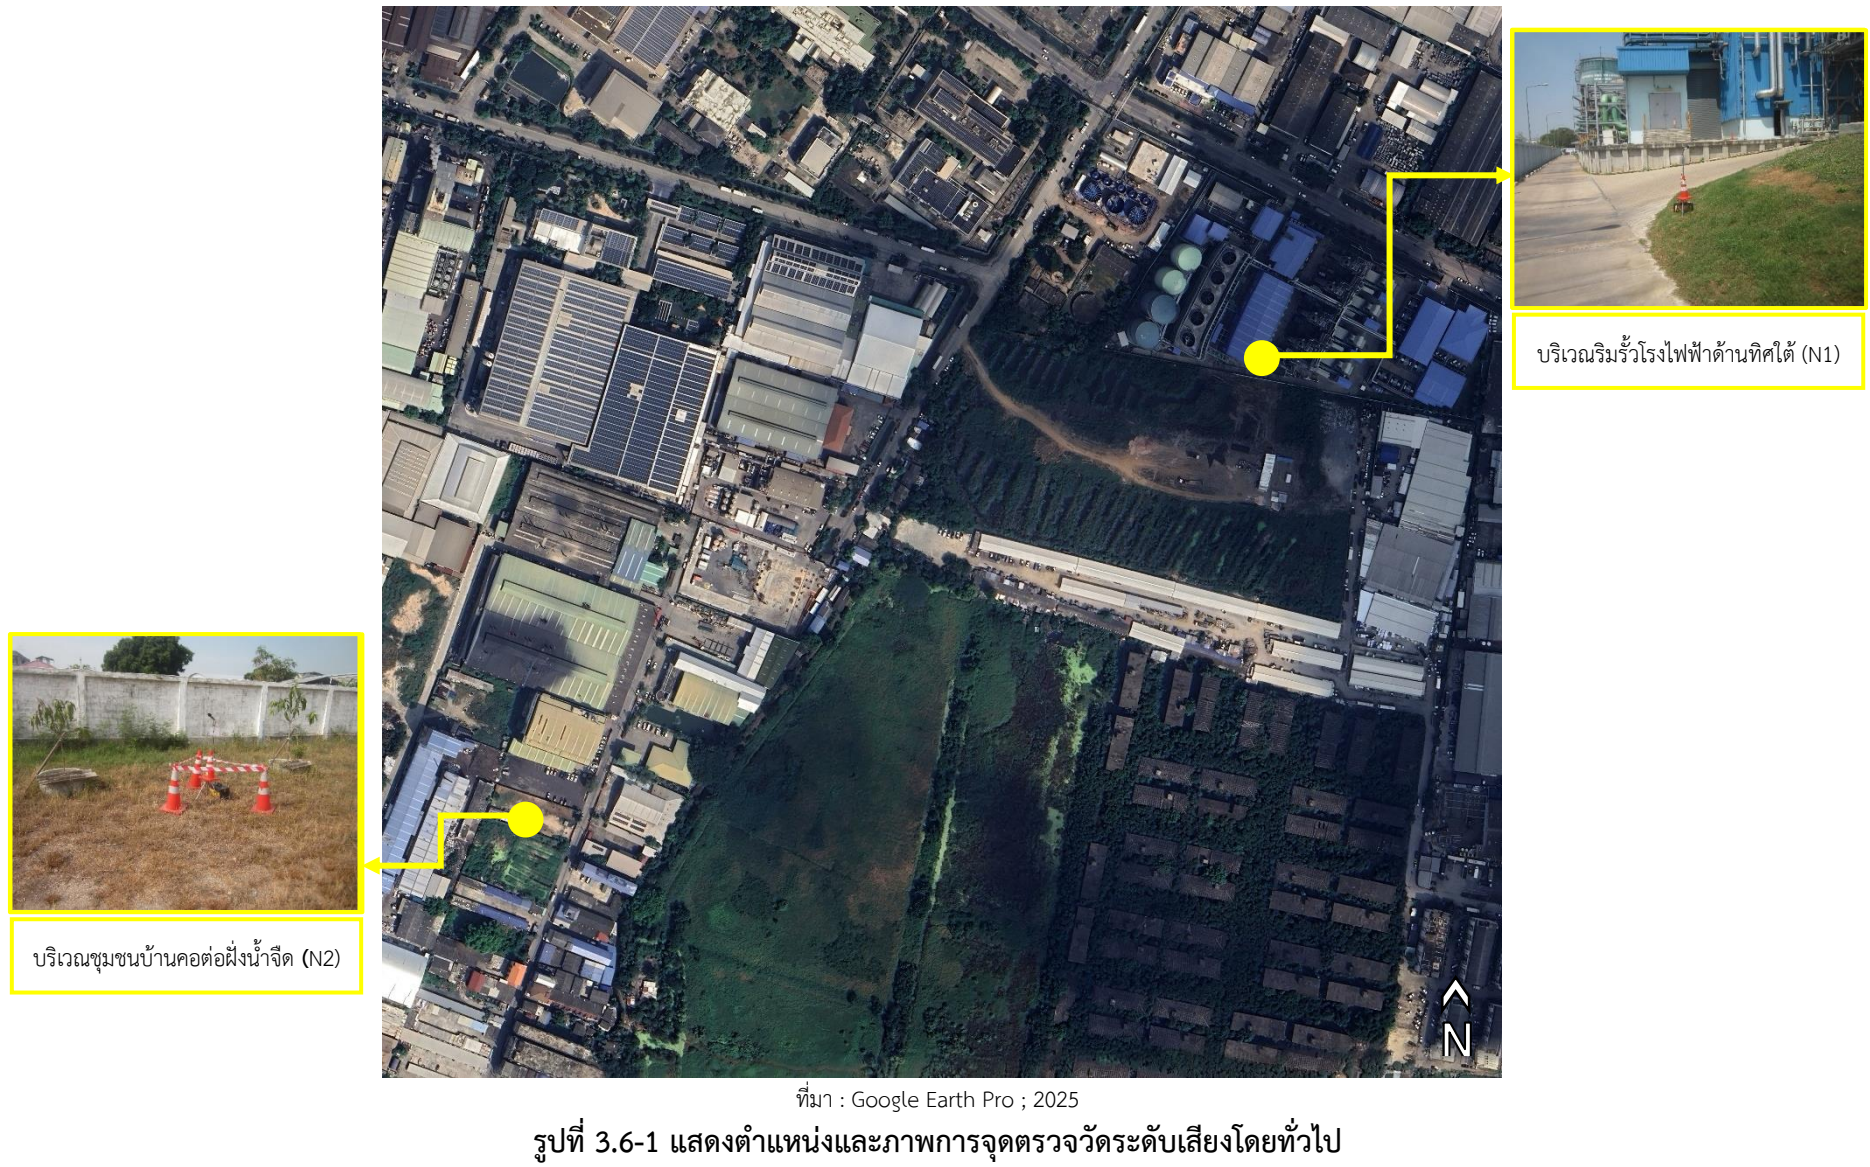 บริเวณริมรั้วโรงไฟฟ้าด้านทิศใต้ (N1)
บริเวณชุมชนบ้านคอต่อฝั่งน้ำจืด (N2)
N
ที่มา : Google Earth Pro ; 2025
รูปที่ 3.6-1 แสดงตำแหน่งและภาพการจุดตรวจวัดระดับเสียงโดยทั่วไป